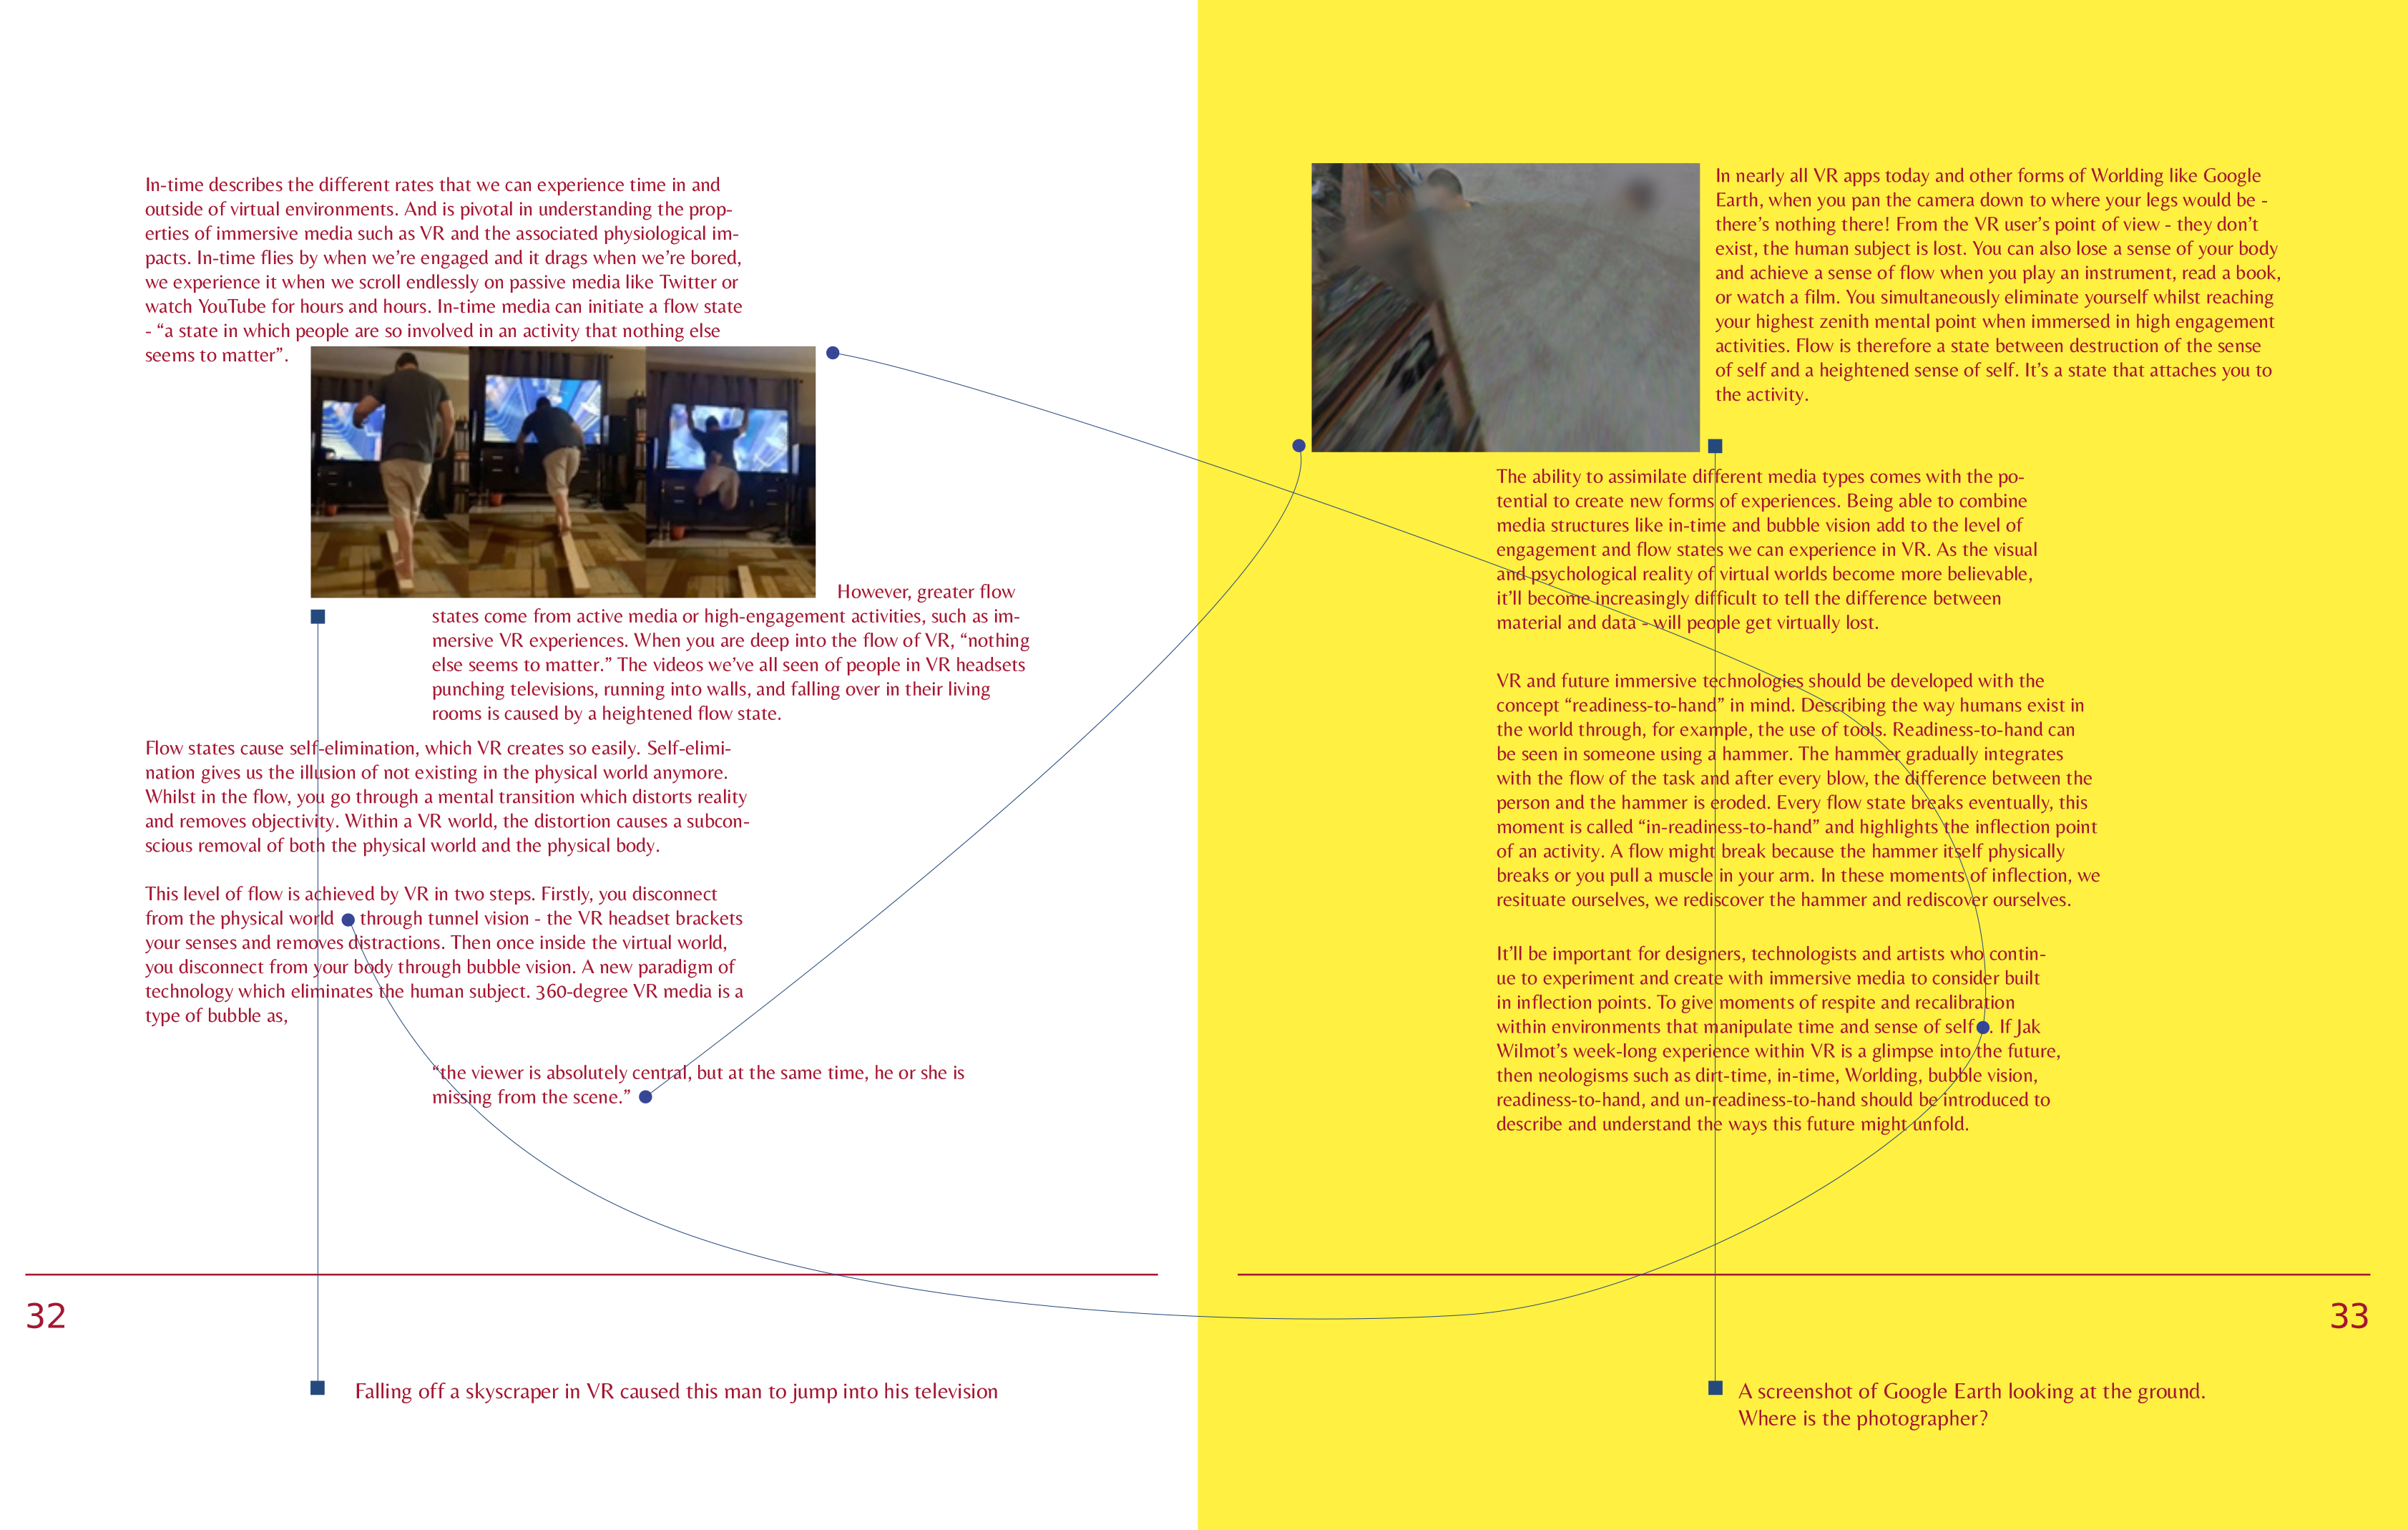 In-time describes the different rates that we can experience time in and
outside of virtual environments. And is pivotal in understanding the prop-
erties of immersive media such as VR and the associated physiological im-
pacts. In-time flies by when we’re engaged and it drags when we’re bored,
we experience it when we scroll endlessly on passive media like Twitter or
watch YouTube for hours and hours. In-time media can initiate a flow state
- “a state in which people are so involved in an activity that nothing else
seems to matter”.
However, greater flow
states come from active media or high-engagement activities, such as im-
mersive VR experiences. When you are deep into the flow of VR, “nothing
else seems to matter.” The videos we’ve all seen of people in VR headsets
punching televisions, running into walls, and falling over in their living
rooms is caused by a heightened flow state.
Flow states cause self-elimination, which VR creates so easily. Self-elimi-
nation gives us the illusion of not existing in the physical world anymore.
Whilst in the flow, you go through a mental transition which distorts reality
and removes objectivity. Within a VR world, the distortion causes a subcon-
scious removal of both the physical world and the physical body.
This level of flow is achieved by VR in two steps. Firstly, you disconnect
from the physical world through tunnel vision - the VR headset brackets
your senses and removes distractions. Then once inside the virtual world,
you disconnect from your body through bubble vision. A new paradigm of
technology which eliminates the human subject. 360-degree VR media is a
type of bubble as,
“the viewer is absolutely central, but at the same time, he or she is
missing from the scene.”
32
Falling off a skyscraper in VR caused this man to jump into his television
In nearly all VR apps today and other forms of Worlding like Google
Earth, when you pan the camera down to where your legs would be -
there’s nothing there! From the VR user’s point of view - they don’t
exist, the human subject is lost. You can also lose a sense of your body
and achieve a sense of flow when you play an instrument, read a book,
or watch a film. You simultaneously eliminate yourself whilst reaching
your highest zenith mental point when immersed in high engagement
activities. Flow is therefore a state between destruction of the sense
of self and a heightened sense of self. It’s a state that attaches you to
the activity.
The ability to assimilate different media types comes with the po-
tential to create new forms of experiences. Being able to combine
media structures like in-time and bubble vision add to the level of
engagement and flow states we can experience in VR. As the visual
and psychological reality of virtual worlds become more believable,
it’ll become increasingly difficult to tell the difference between
material and data - will people get virtually lost.
VR and future immersive technologies should be developed with the
concept “readiness-to-hand” in mind. Describing the way humans exist in
the world through, for example, the use of tools. Readiness-to-hand can
be seen in someone using a hammer. The hammer gradually integrates
with the flow of the task and after every blow, the difference between the
person and the hammer is eroded. Every flow state breaks eventually, this
moment is called “in-readiness-to-hand” and highlights the inflection point
of an activity. A flow might break because the hammer itself physically
breaks or you pull a muscle in your arm. In these moments of inflection, we
resituate ourselves, we rediscover the hammer and rediscover ourselves.
It’ll be important for designers, technologists and artists who contin-
ue to experiment and create with immersive media to consider built
in inflection points. To give moments of respite and recalibration
within environments that manipulate time and sense of self. If Jak
Wilmot’s week-long experience within VR is a glimpse into the future,
then neologisms such as dirt-time, in-time, Worlding, bubble vision,
readiness-to-hand, and un-readiness-to-hand should be introduced to
describe and understand the ways this future might unfold.
33
A screenshot of Google Earth looking at the ground.
Where is the photographer?